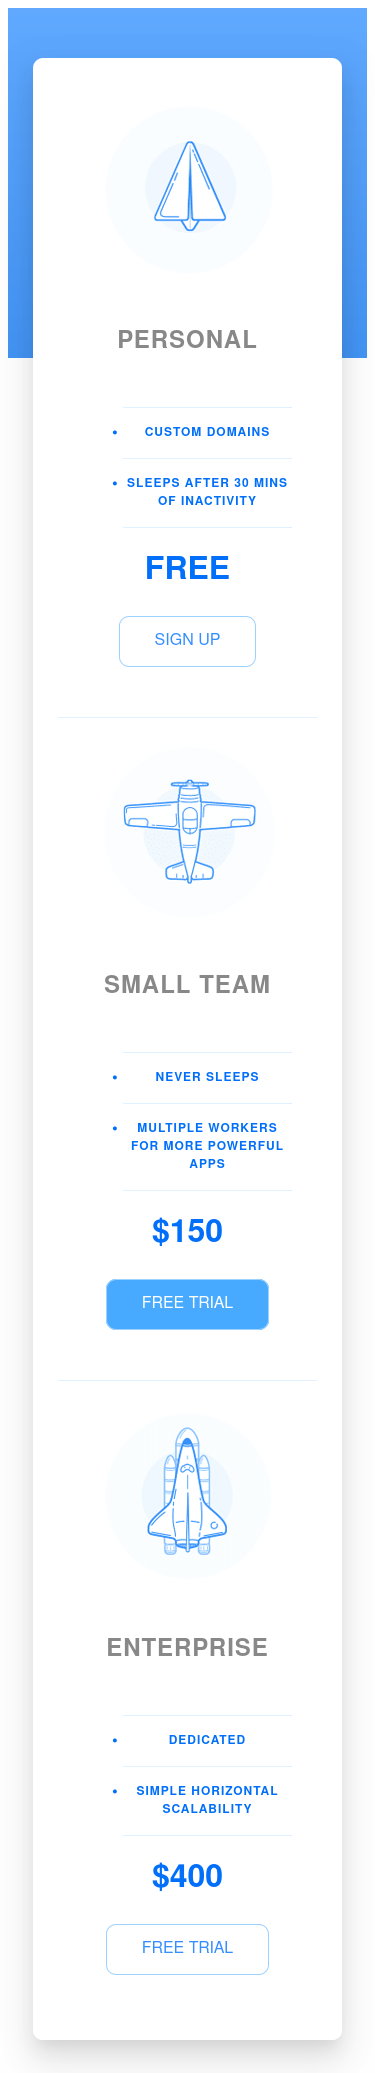 PERSONAL
• CUSTOM DOMAINS
• SLEEPS AFTER 30 MINS
OF INACTIVITY
FREE
SIGN UP
SMALL TEAM
• NEVER SLEEPS
• MULTIPLE WORKERS
FOR MORE POWERFUL
APPS
$150
FREE TRIAL
ENTERPRISE
• DEDICATED
• SIMPLE HORIZONTAL
SCALABILITY
$400
FREE TRIAL